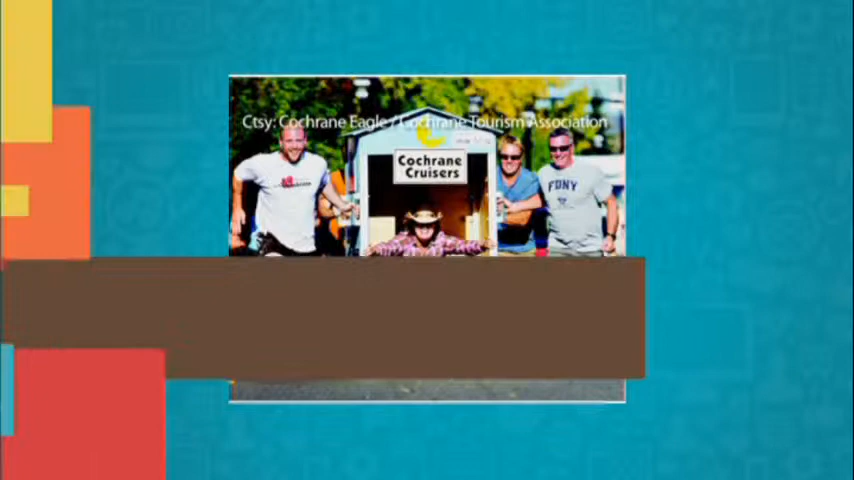 Ctsy: Cochrane Eagle / Cochrane Tourism Association
Cochrane
Cruisers
FDNY